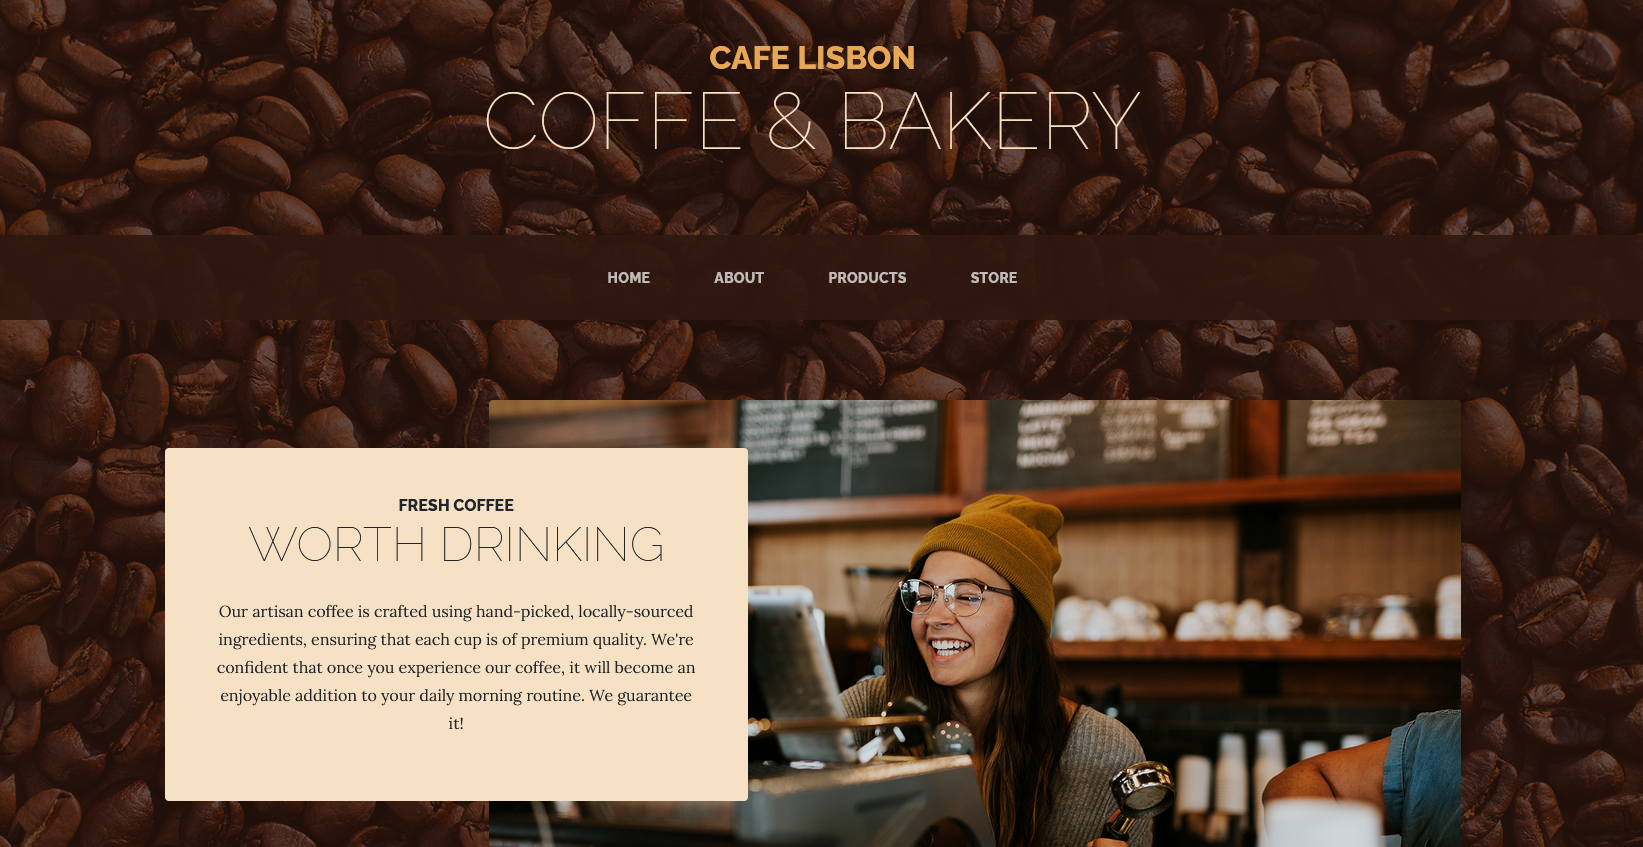 CAFE LISBON
COFFE & BAKERY
HOME ABOUT PRODUCTS STORE
FRESH COFFEE
WORTH DRINKING
Our artisan coffee is crafted using hand-picked, locally-sourced
ingredients, ensuring that each cup is of premium quality. We're
confident that once you experience our coffee, it will become an
enjoyable addition to your daily morning routine. We guarantee
it!